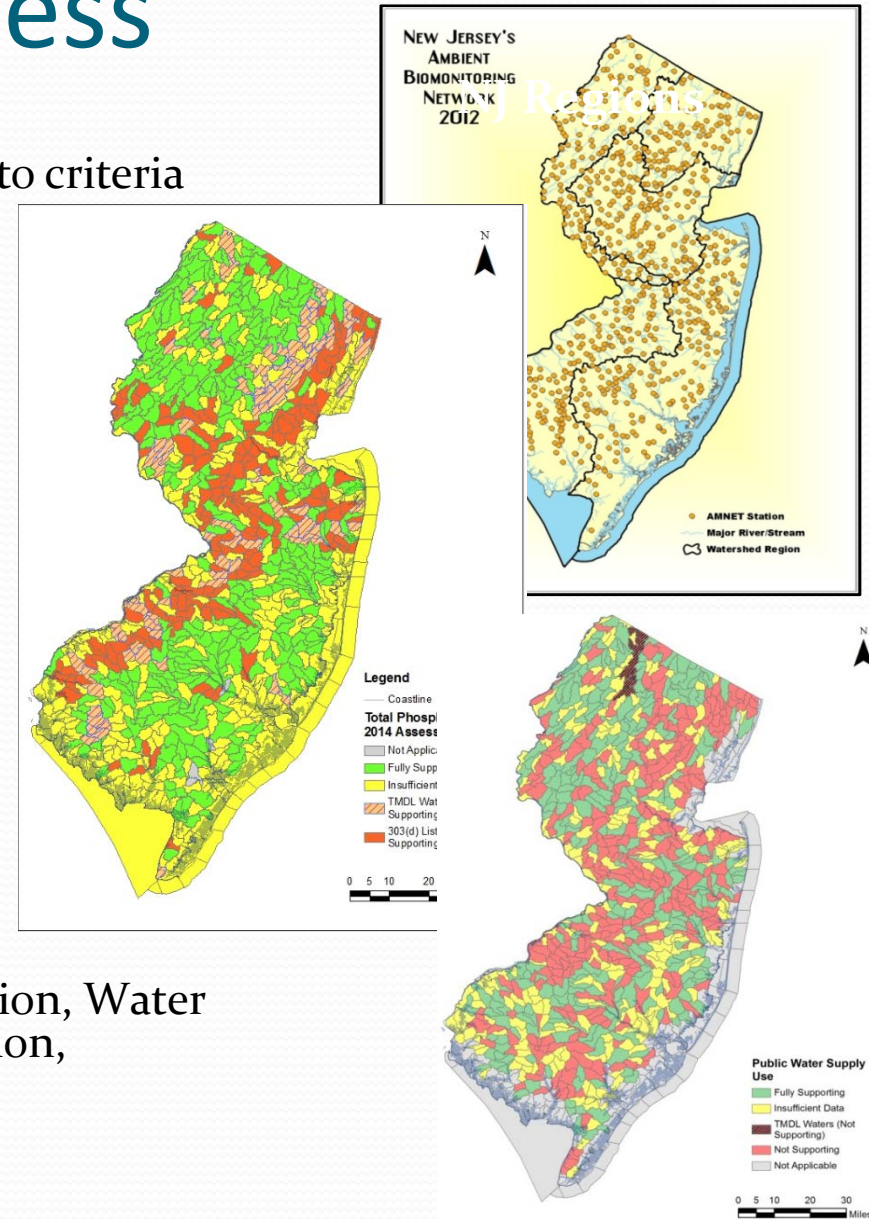 ess
to criteria
NEW JERSEY'S
AMBIENT
BIOMONITORING
NETWORK
2012
NJ Regions
AMNET Station
Major River/Stream
Watershed Region
N
Legend
Coastline
Total Phosp
2014 Assess
Not Applica
Fully Supp
Insufficient
TMDL Wat
Supporting
303(d) List
Supporting
0 5 10 20
ion, Water
ion,
N
Public Water Supply
Use
Fully Supporting
Insufficient Data
TMDL Waters (Not
Supporting)
Not Supporting
Not Applicable
0 5 10 20 30
Miles